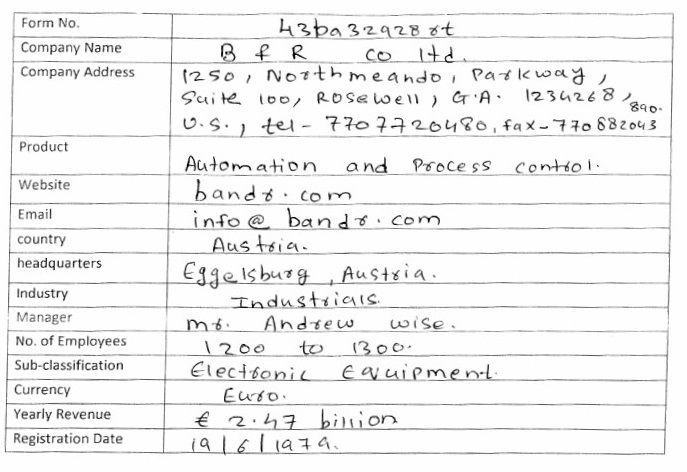 Form No. 43ba32928rt
Company Name B & R co ltd.
Company Address 1250, Northmeando, Parkway,
Suite 100, Rosewell, G.A. 1234268,
890.
U.S., tel - 7707720480, fax - 770882043
Product Automation and Process control.
Website bandr.com
Email info@bandr.com
country Austria.
headquarters Eggelsburg, Austria.
Industry Industrials.
Manager mr. Andrew wise.
No. of Employees 1200 to 1300.
Sub-classification Electronic Equipment.
Currency Euro.
Yearly Revenue € 2.47 billion
Registration Date 19/6/1979.